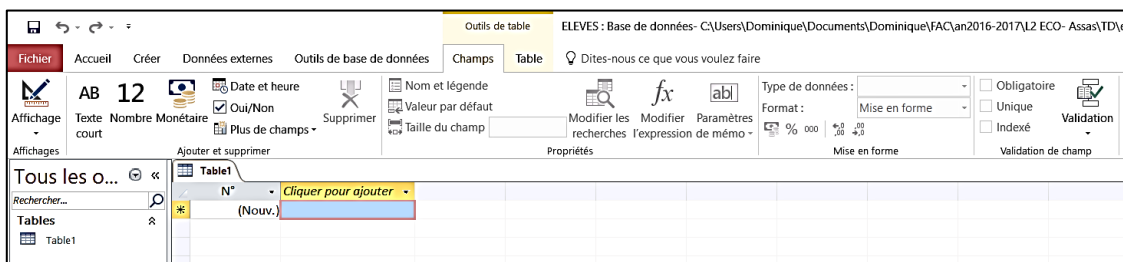 Outils de table ELEVES : Base de données- C:\Users\Dominique\Documents\Dominique\FAC\an2016-2017\L2 ECO- Assas\TD\
Fichier Accueil Créer Données externes Outils de base de données Champs Table Dites-nous ce que vous voulez faire
Affichage
AB Texte court
12 Nombre
Monétaire
Date et heure
Oui/Non
Plus de champs
Supprimer
Nom et légende
Valeur par défaut
Taille du champ
Modifier les recherches
fx Modifier l'expression
ab| Paramètres de mémo
Type de données :
Format : Mise en forme
% 000 ,00 ,00
Obligatoire
Unique
Indexé
Validation
Affichages Ajouter et supprimer Propriétés Mise en forme Validation de champ
Tous les o... «
Rechercher...
Tables
Table1
Table1
N° Cliquer pour ajouter
* (Nouv.)